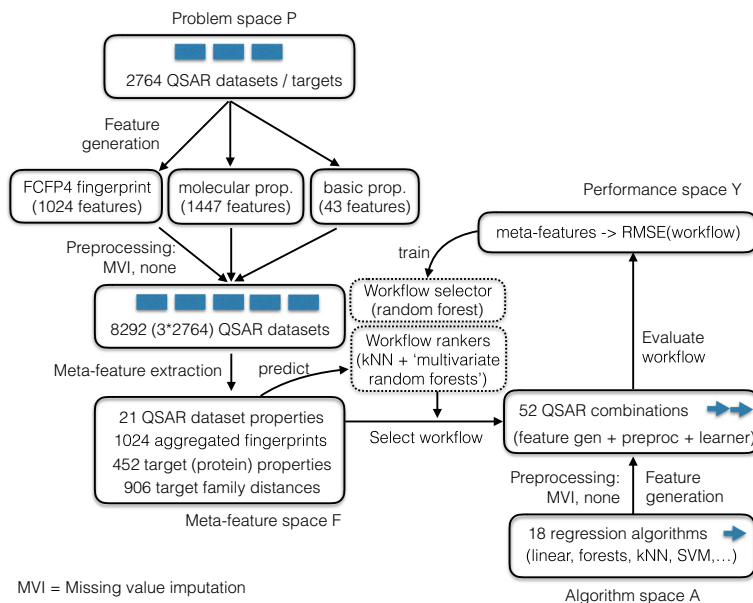 Problem space P
2764 QSAR datasets / targets
Feature
generation
FCFP4 fingerprint
(1024 features)
molecular prop.
(1447 features)
basic prop.
(43 features)
Performance space Y
meta-features -> RMSE(workflow)
Preprocessing:
MVI, none
train
Workflow selector
(random forest)
8292 (3*2764) QSAR datasets
Workflow rankers
(kNN + ‘multivariate
random forests’)
Evaluate
workflow
Meta-feature extraction
predict
21 QSAR dataset properties
1024 aggregated fingerprints
452 target (protein) properties
906 target family distances
Select workflow
52 QSAR combinations
(feature gen + preproc + learner)
Meta-feature space F
Preprocessing:
MVI, none
Feature
generation
18 regression algorithms
(linear, forests, kNN, SVM,…)
MVI = Missing value imputation
Algorithm space A